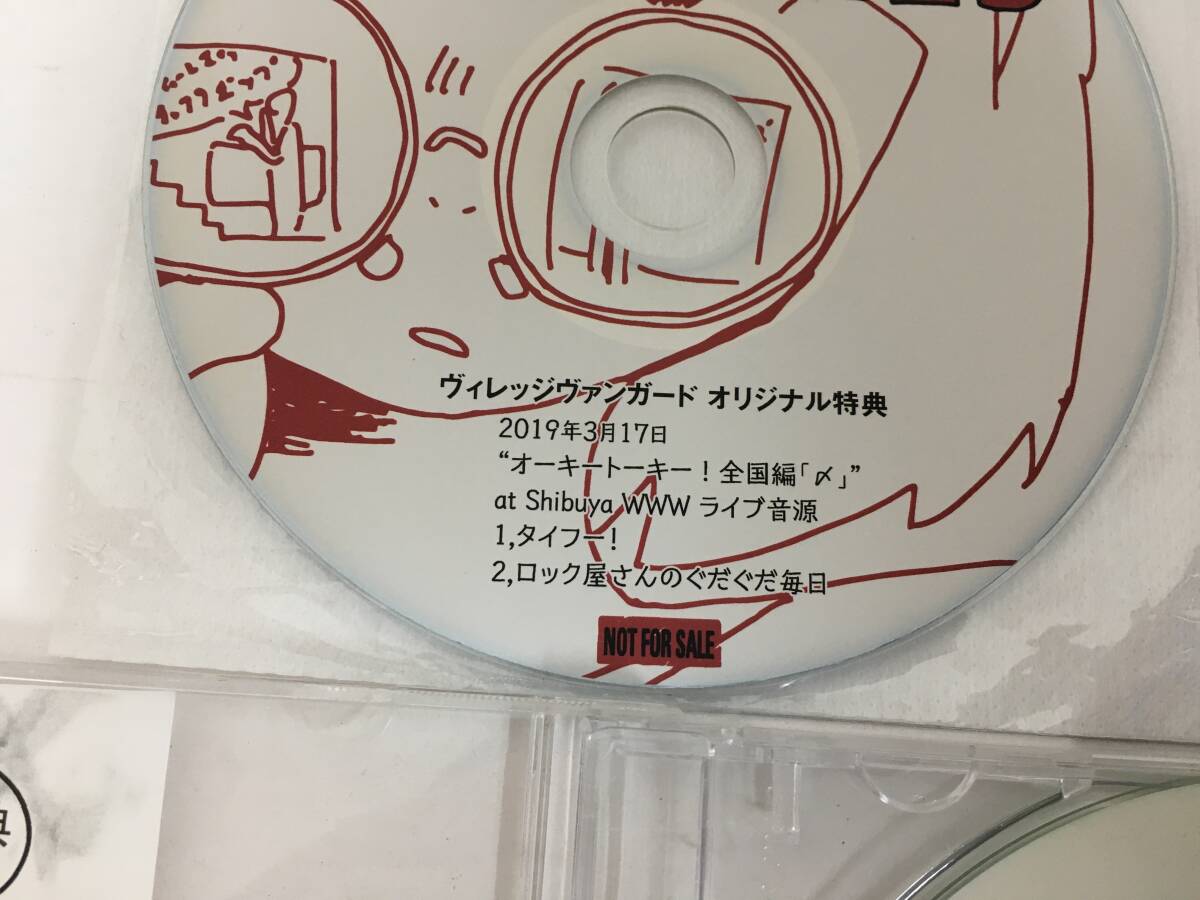 ヴィレッジヴァンガード オリジナル特典
2019年3月17日
“オーキートーキー！全国編「〆」”
at Shibuya WWW ライブ音源
1,タイフー！
2,ロック屋さんのぐだぐだ毎日
NOT FOR SALE
典